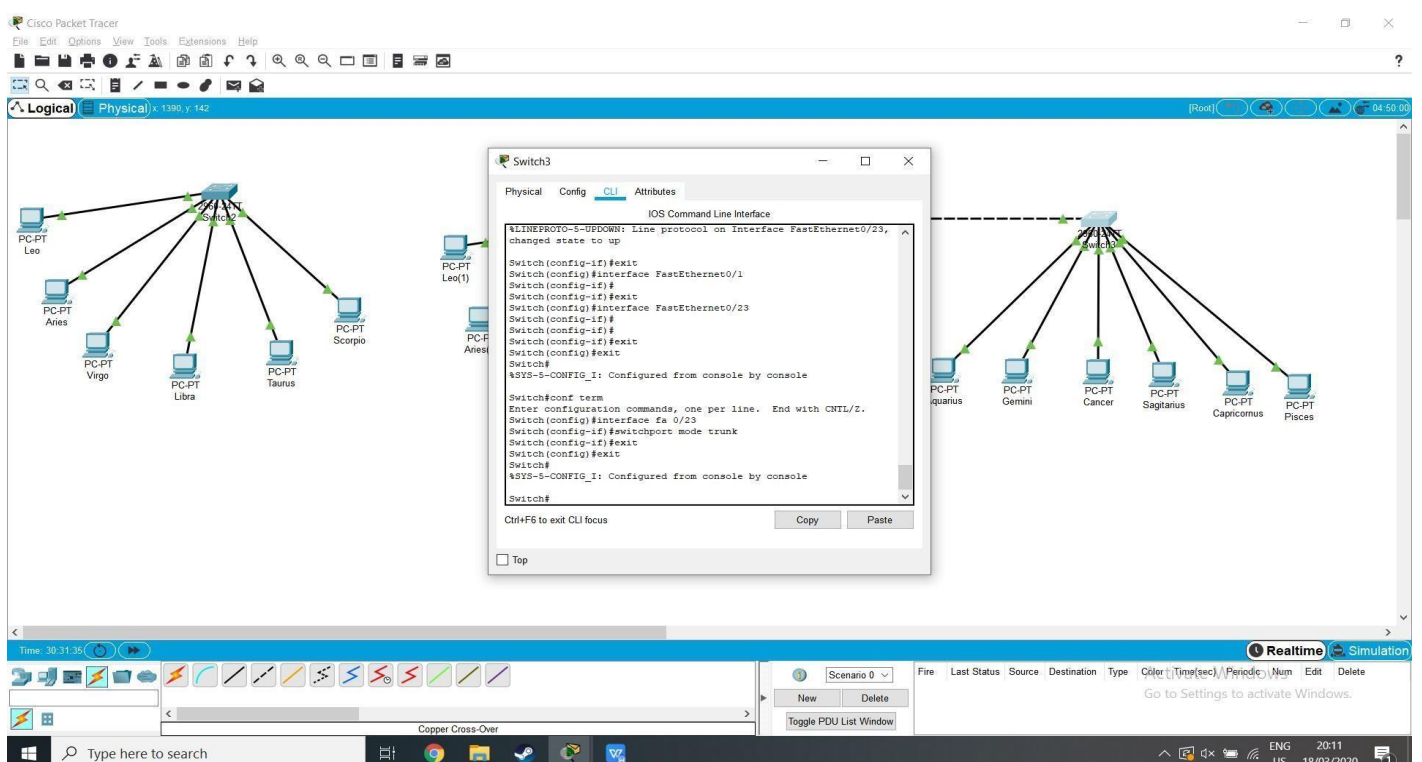 Cisco Packet Tracer
File Edit Options View Tools Extensions Help
?
Logical Physical x: 1390, y: 142 [Root] 04:50:00
2960-24TT
Switch2
PC-PT
Leo
PC-PT
Aries
PC-PT
Virgo
PC-PT
Libra
PC-PT
Taurus
PC-PT
Scorpio
PC-PT
Leo(1)
Switch3
Physical Config CLI Attributes
IOS Command Line Interface
%LINEPROTO-5-UPDOWN: Line protocol on Interface FastEthernet0/23,
changed state to up
Switch(config-if)#exit
Switch(config)#interface FastEthernet0/1
Switch(config-if)#
Switch(config-if)#exit
Switch(config)#interface FastEthernet0/23
Switch(config-if)#
Switch(config-if)#
Switch(config-if)#exit
Switch(config)#exit
Switch#
%SYS-5-CONFIG_I: Configured from console by console
Switch#conf term
Enter configuration commands, one per line. End with CNTL/Z.
Switch(config)#interface fa 0/23
Switch(config-if)#switchport mode trunk
Switch(config-if)#exit
Switch(config)#exit
Switch#
%SYS-5-CONFIG_I: Configured from console by console
Switch#
Ctrl+F6 to exit CLI focus Copy Paste
Top
Switch3
PC-PT
Gemini
PC-PT
Cancer
PC-PT
Sagitarius
PC-PT
Capricornus
PC-PT
Pisces
Time: 30:31:35 Realtime Simulation
Scenario 0
New Delete
Toggle PDU List Window
Fire Last Status Source Destination Type Color Time(sec) Periodic Num Edit Delete
Activate Windows
Go to Settings to activate Windows.
Copper Cross-Over
Type here to search
ENG 20:11
US 18/03/2020